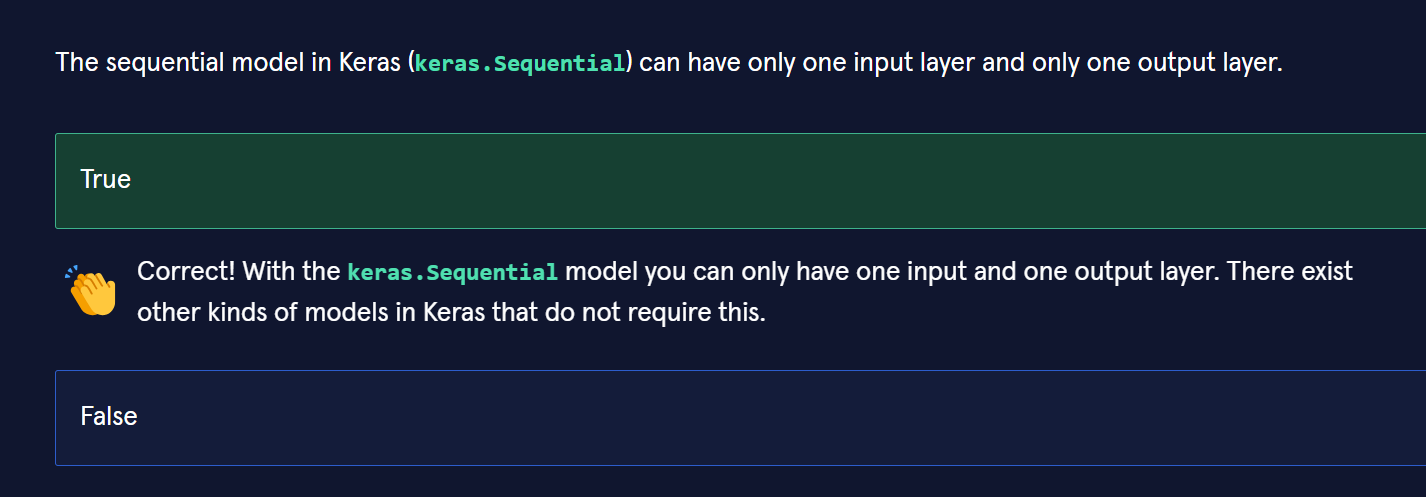 The sequential model in Keras (keras.Sequential) can have only one input layer and only one output layer.
True
Correct! With the keras.Sequential model you can only have one input and one output layer. There exist
other kinds of models in Keras that do not require this.
False